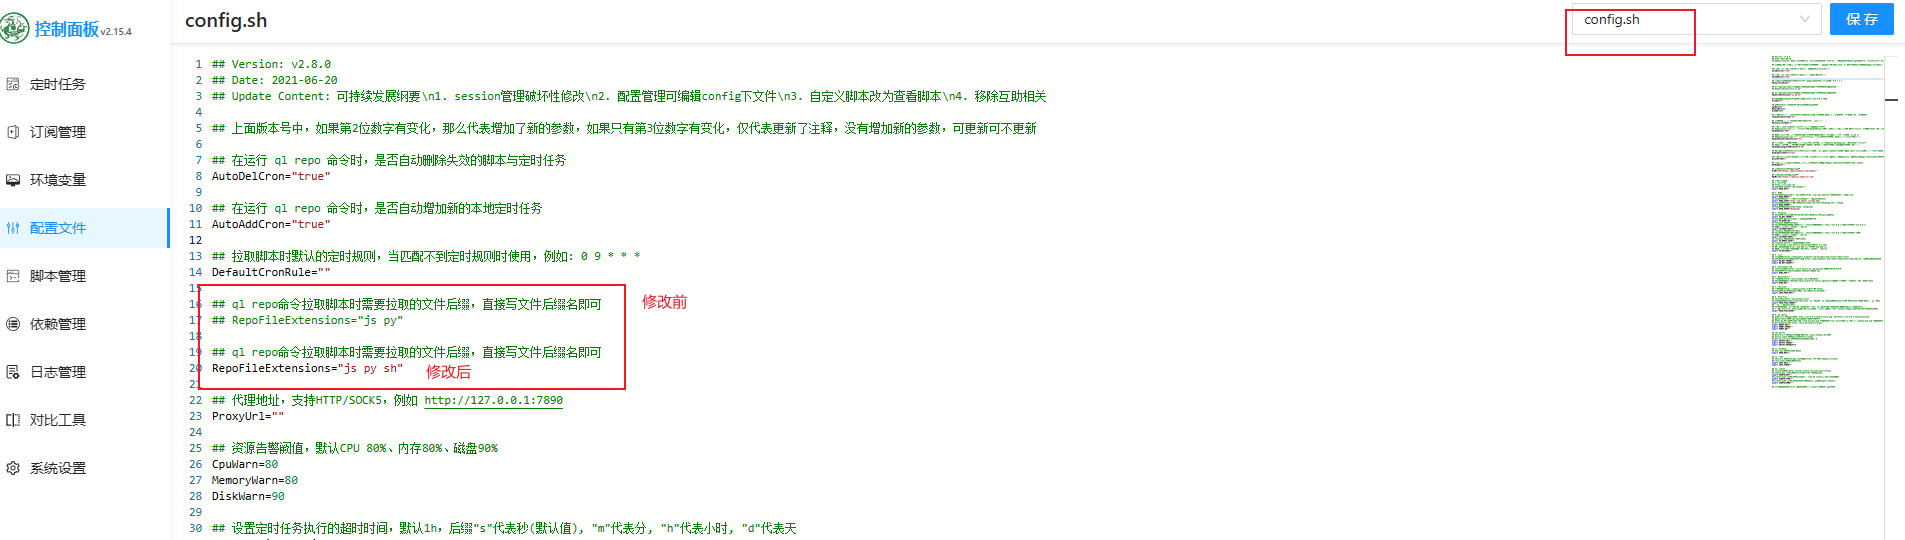 控制面板v2.15.4
定时任务
订阅管理
环境变量
配置文件
脚本管理
依赖管理
日志管理
对比工具
系统设置
config.sh
config.sh
保 存
1 ## Version: v2.8.0
2 ## Date: 2021-06-20
3 ## Update Content: 可持续发展纲要\n1. session管理破坏性修改\n2. 配置管理可编辑config下文件\n3. 自定义脚本改为查看脚本\n4. 移除互助相关
4
5 ## 上面版本号中，如果第2位数字有变化，那么代表增加了新的参数，如果只有第3位数字有变化，仅代表更新了注释，没有增加新的参数，可更新可不更新
6
7 ## 在运行 ql repo 命令时，是否自动删除失效的脚本与定时任务
8 AutoDelCron="true"
9
10 ## 在运行 ql repo 命令时，是否自动增加新的本地定时任务
11 AutoAddCron="true"
12
13 ## 拉取脚本时默认的定时规则，当匹配不到定时规则时使用，例如: 0 9 * * *
14 DefaultCronRule=""
15
16 ## ql repo命令拉取脚本时需要拉取的文件后缀，直接写文件后缀名即可
修改前
17 ## RepoFileExtensions="js py"
18
19 ## ql repo命令拉取脚本时需要拉取的文件后缀，直接写文件后缀名即可
20 RepoFileExtensions="js py sh"
修改后
21
22 ## 代理地址，支持HTTP/SOCK5，例如 http://127.0.0.1:7890
23 ProxyUrl=""
24
25 ## 资源告警阙值，默认CPU 80%、内存80%、磁盘90%
26 CpuWarn=80
27 MemoryWarn=80
28 DiskWarn=90
29
30 ## 设置定时任务执行的超时时间，默认1h，后缀"s"代表秒(默认值), "m"代表分, "h"代表小时, "d"代表天